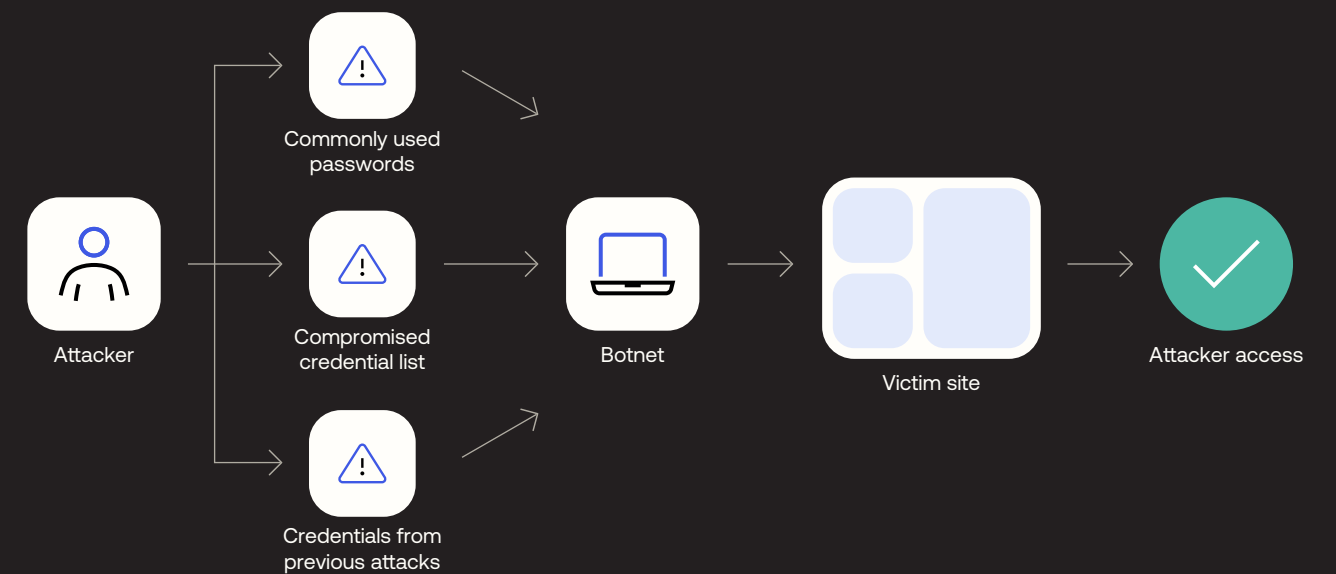 Commonly used
passwords
Attacker
Compromised
credential list
Botnet
Victim site
Attacker access
Credentials from
previous attacks